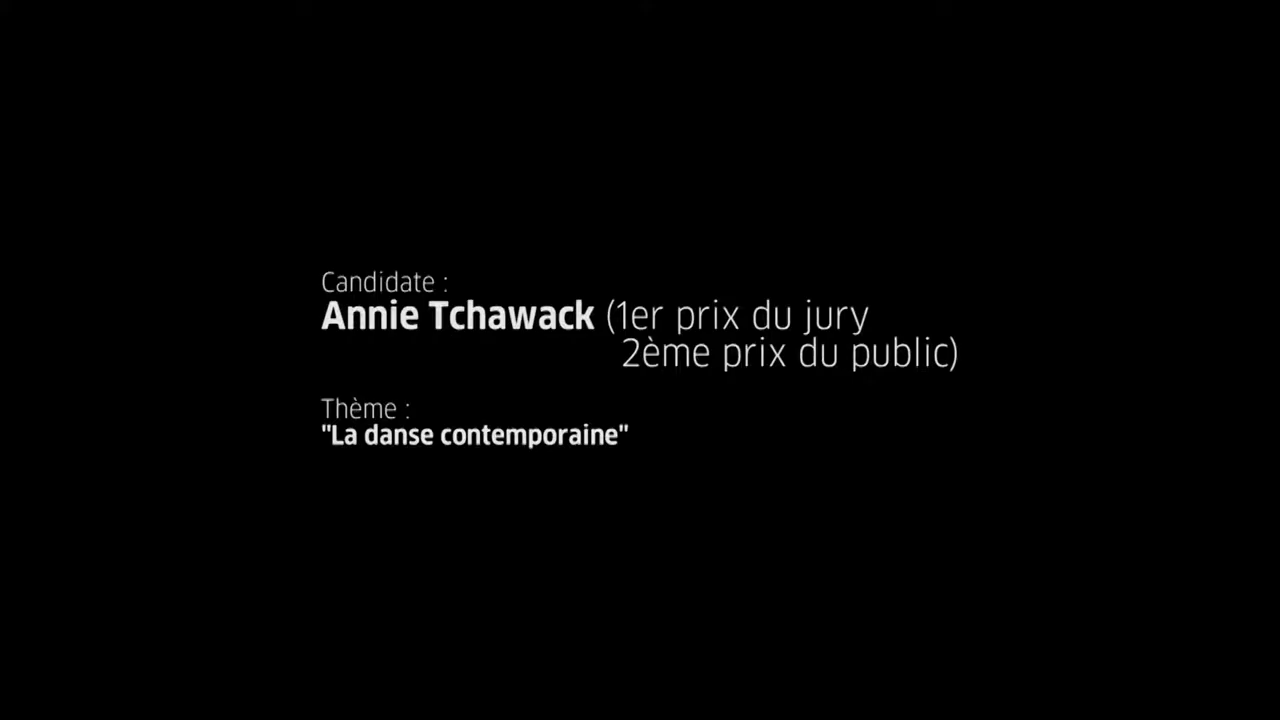 Candidate :
Annie Tchawack (1er prix du jury
2ème prix du public)
Thème :
"La danse contemporaine"